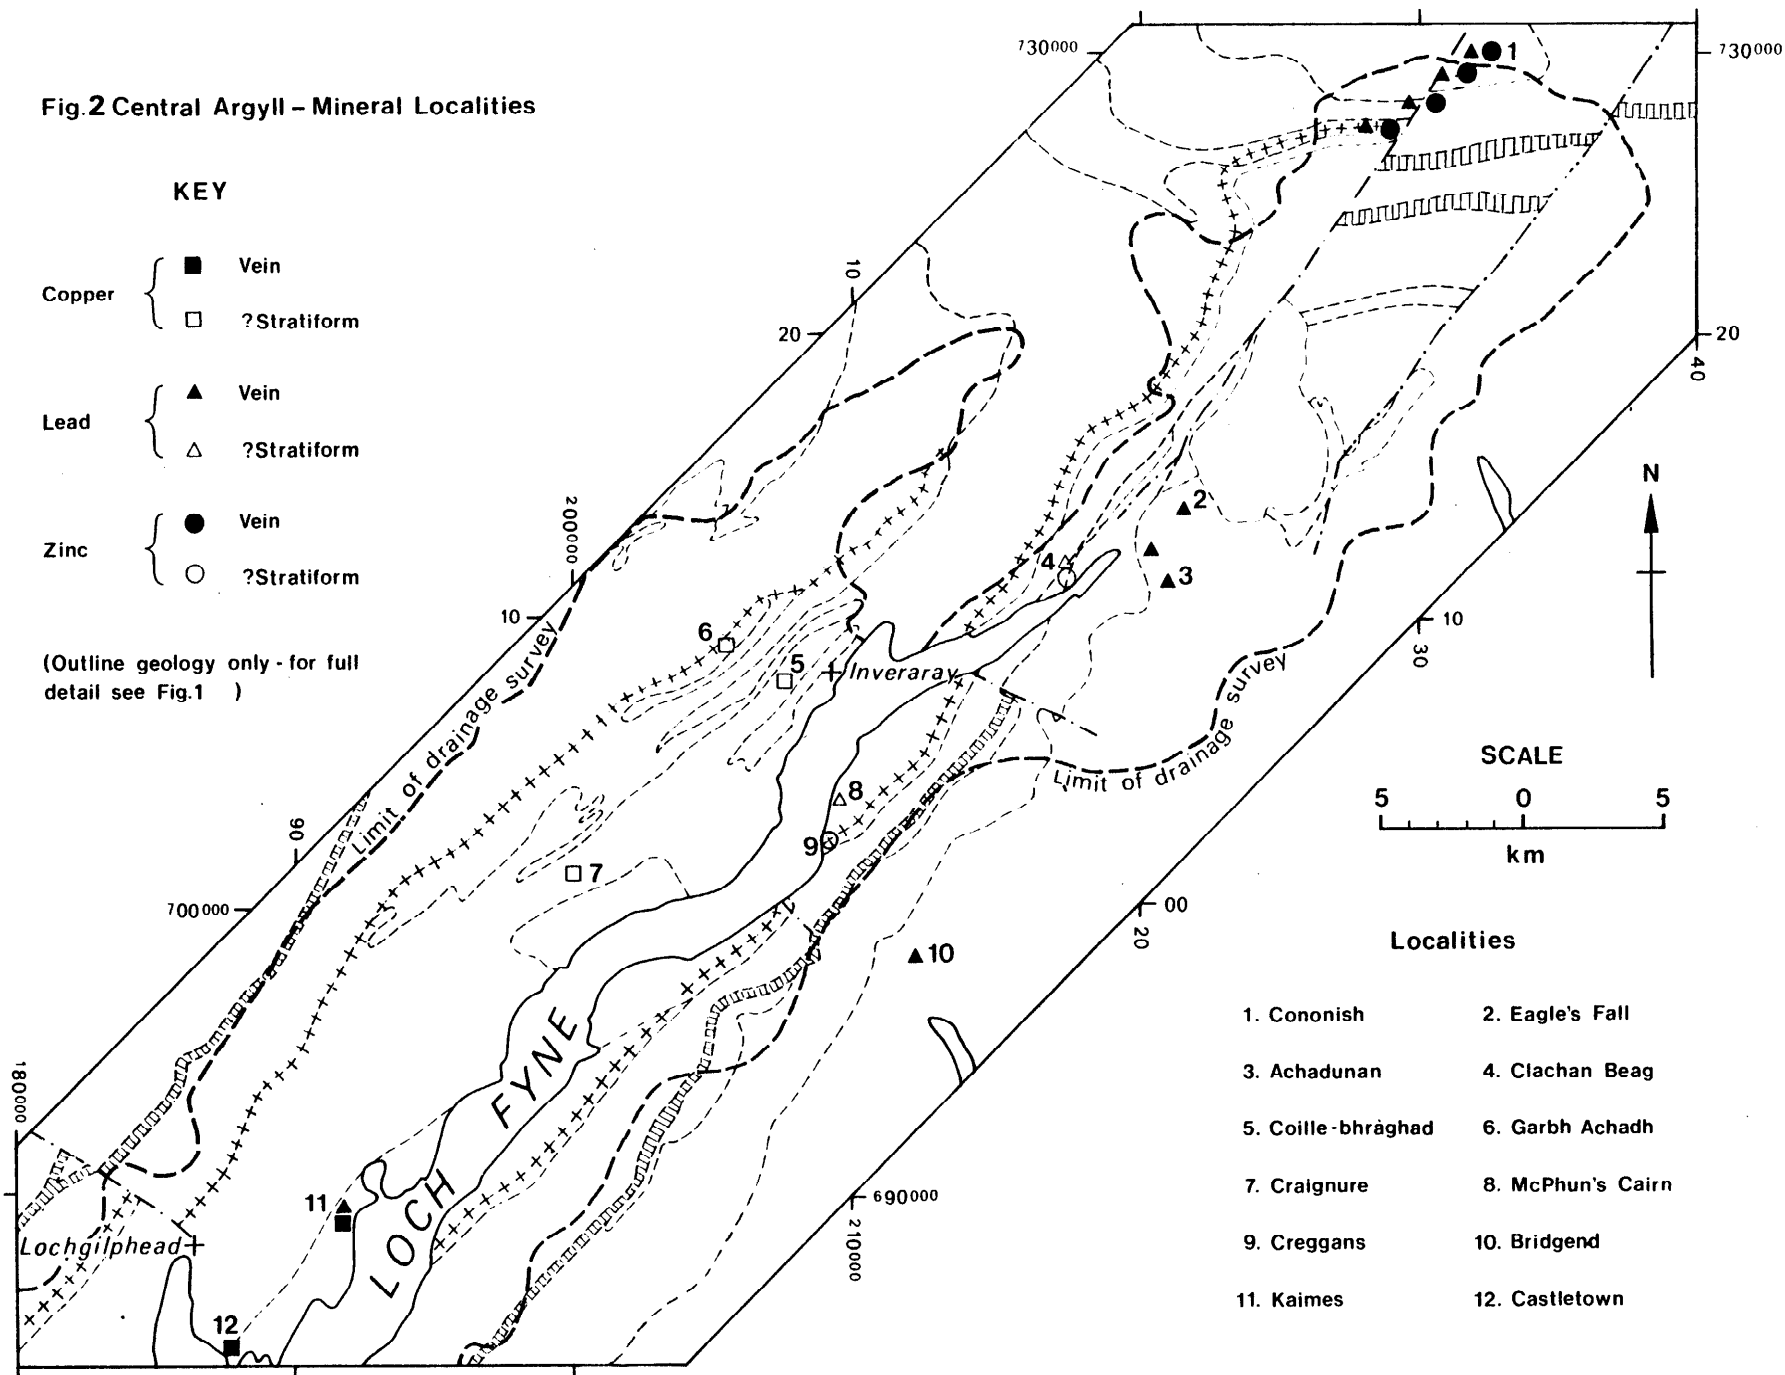 Fig.2 Central Argyll – Mineral Localities
KEY
Copper
Vein
?Stratiform
Lead
Vein
?Stratiform
Zinc
Vein
?Stratiform
(Outline geology only - for full
detail see Fig.1 )
730000
730000
20
20
10
10
700000
00
690000
180000
90
200000
10
210000
20
30
40
1
2
3
4
5
6
7
8
9
10
11
12
Inveraray
Lochgilphead
LOCH FYNE
Limit of drainage survey
Limit of drainage survey
N
SCALE
5 0 5
km
Localities
1. Cononish 2. Eagle's Fall
3. Achadunan 4. Clachan Beag
5. Coille-bhràghad 6. Garbh Achadh
7. Craignure 8. McPhun's Cairn
9. Creggans 10. Bridgend
11. Kaimes 12. Castletown